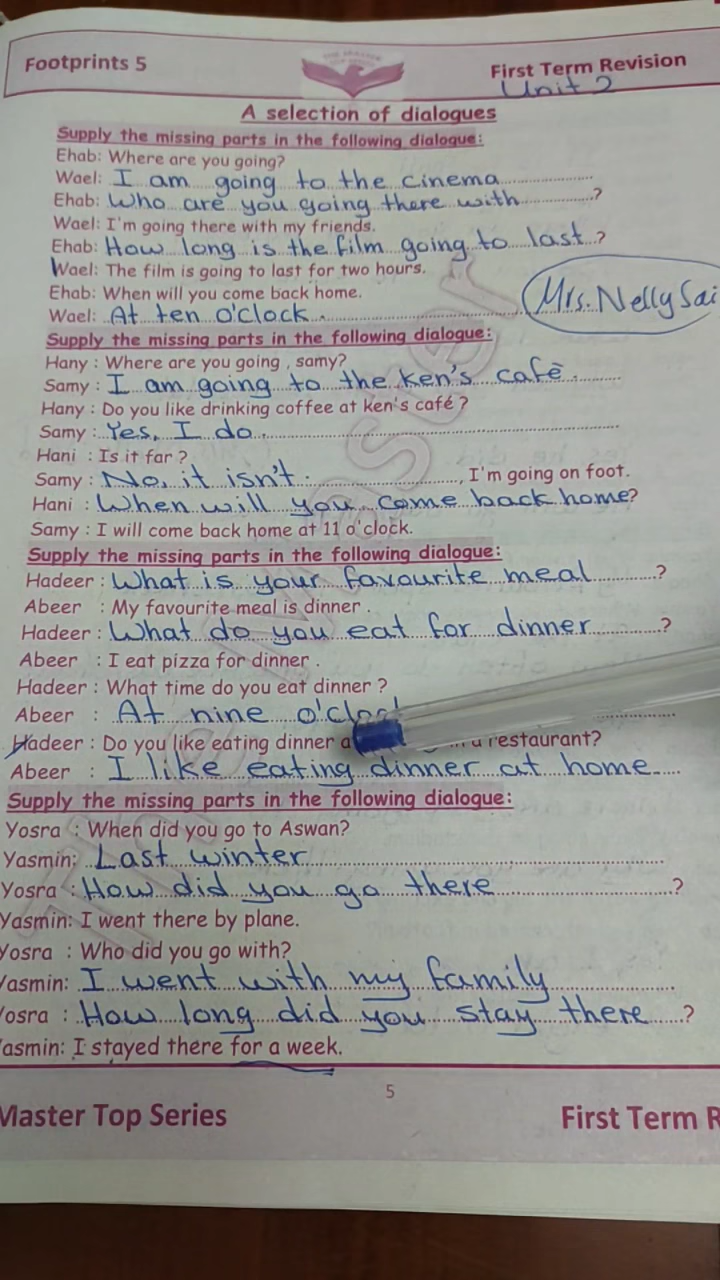 Footprints 5
First Term Revision
Unit 2
A selection of dialogues
Supply the missing parts in the following dialogue:
Ehab: Where are you going?
Wael: I am going to the cinema
Ehab: Who are you going there with ?
Wael: I'm going there with my friends.
Ehab: How long is the film going to last ?
Wael: The film is going to last for two hours.
Ehab: When will you come back home.
Wael: At ten o'clock .
Mrs. Nelly Sai
Supply the missing parts in the following dialogue:
Hany : Where are you going , samy?
Samy : I am going to the ken's cafè .
Hany : Do you like drinking coffee at ken's café ?
Samy : Yes, I do .
Hani : Is it far ?
Samy : No, it isn't , I'm going on foot.
Hani : When will you come back home?
Samy : I will come back home at 11 o'clock.
Supply the missing parts in the following dialogue:
Hadeer : What is your favourite meal ?
Abeer : My favourite meal is dinner .
Hadeer : What do you eat for dinner ?
Abeer : I eat pizza for dinner .
Hadeer : What time do you eat dinner ?
Abeer : At nine o'cloc
Hadeer : Do you like eating dinner a restaurant?
Abeer : I like eating dinner at home
Supply the missing parts in the following dialogue:
Yosra : When did you go to Aswan?
Yasmin: Last winter
Yosra : How did you go there ?
Yasmin: I went there by plane.
Yosra : Who did you go with?
Yasmin: I went with my family
Yosra : How long did you stay there ?
asmin: I stayed there for a week.
5
Master Top Series
First Term R